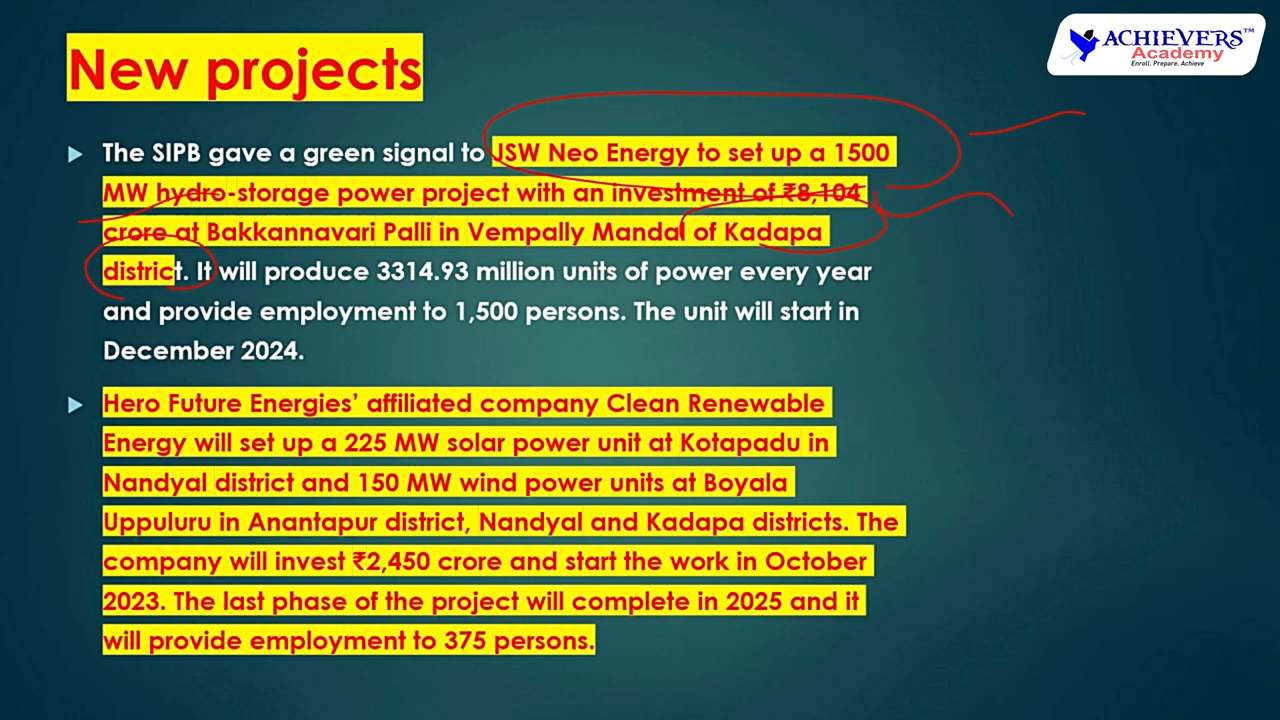 ACHIEVERS™
Academy
Enroll. Prepare. Achieve
New projects
The SIPB gave a green signal to JSW Neo Energy to set up a 1500
MW hydro-storage power project with an investment of ₹8,104
crore at Bakkannavari Palli in Vempally Mandal of Kadapa
district. It will produce 3314.93 million units of power every year
and provide employment to 1,500 persons. The unit will start in
December 2024.
Hero Future Energies’ affiliated company Clean Renewable
Energy will set up a 225 MW solar power unit at Kotapadu in
Nandyal district and 150 MW wind power units at Boyala
Uppuluru in Anantapur district, Nandyal and Kadapa districts. The
company will invest ₹2,450 crore and start the work in October
2023. The last phase of the project will complete in 2025 and it
will provide employment to 375 persons.